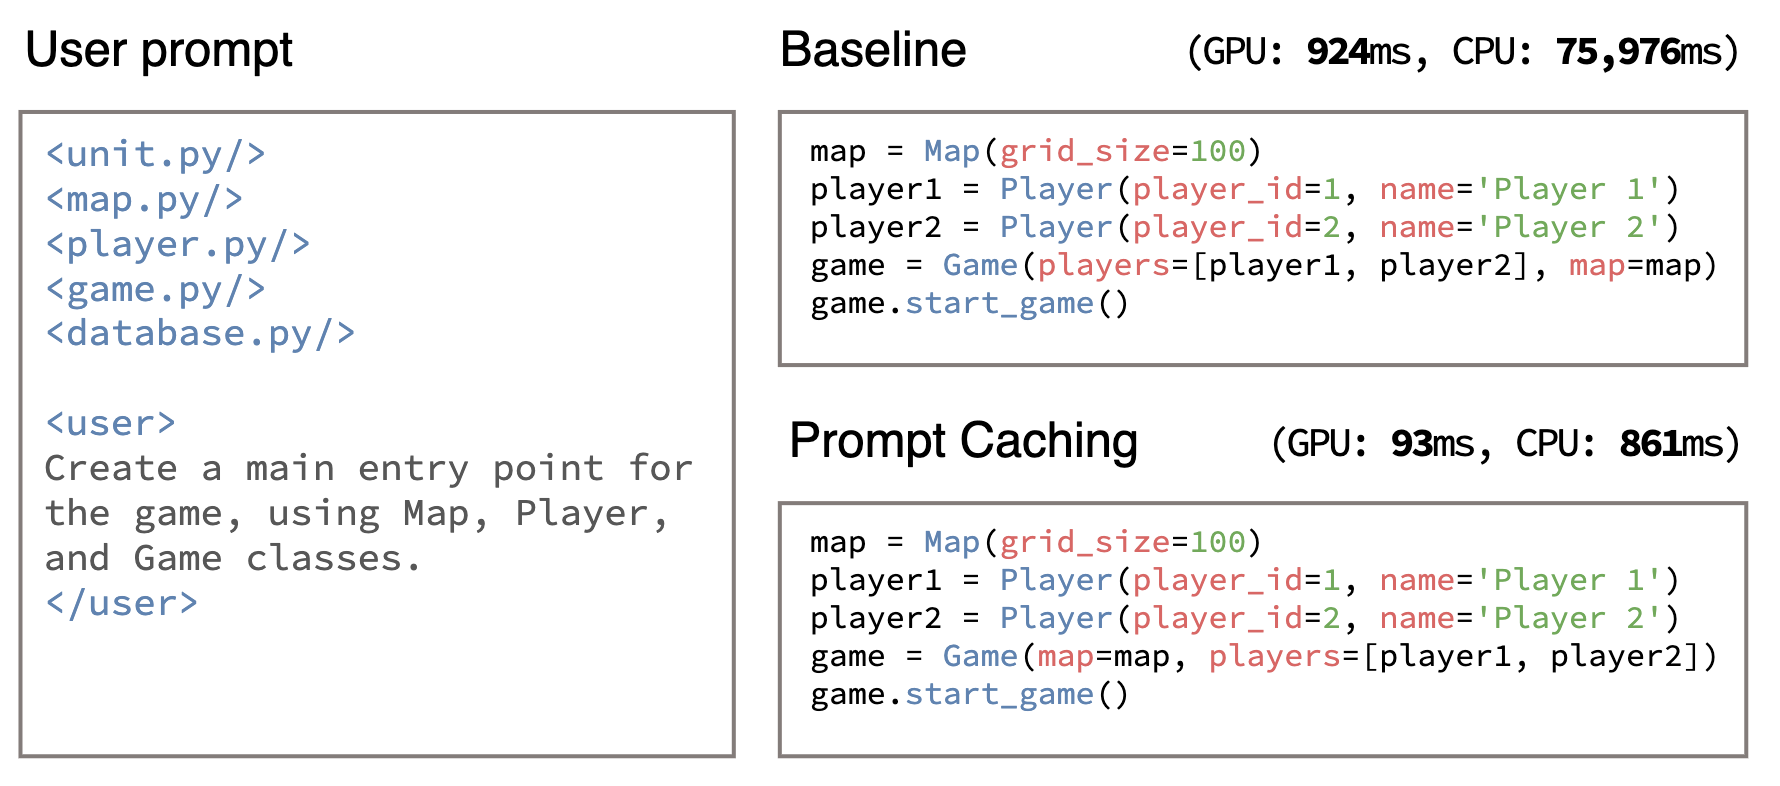 User prompt
<unit.py/>
<map.py/>
<player.py/>
<game.py/>
<database.py/>
<user>
Create a main entry point for
the game, using Map, Player,
and Game classes.
</user>
Baseline (GPU: 924ms, CPU: 75,976ms)
map = Map(grid_size=100)
player1 = Player(player_id=1, name='Player 1')
player2 = Player(player_id=2, name='Player 2')
game = Game(players=[player1, player2], map=map)
game.start_game()
Prompt Caching (GPU: 93ms, CPU: 861ms)
map = Map(grid_size=100)
player1 = Player(player_id=1, name='Player 1')
player2 = Player(player_id=2, name='Player 2')
game = Game(map=map, players=[player1, player2])
game.start_game()